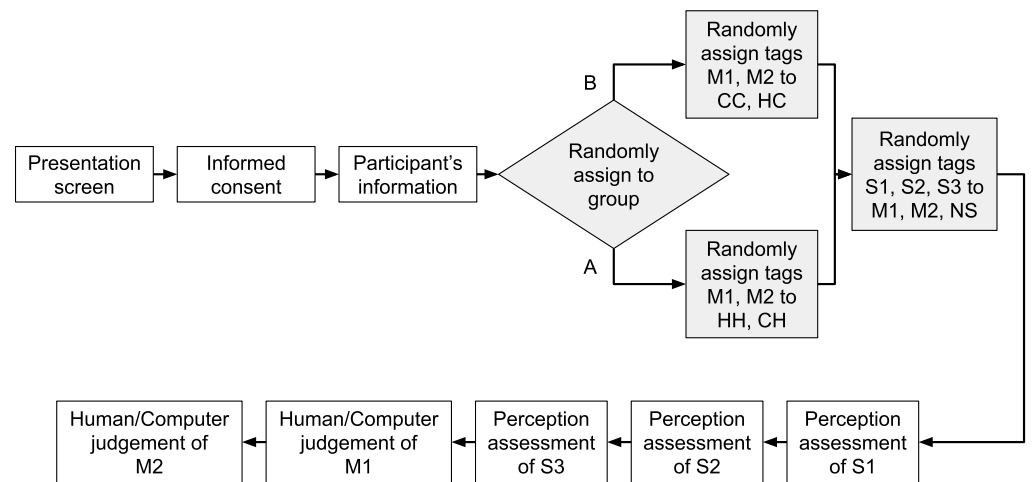 Presentation
screen
Informed
consent
Participant's
information
Randomly
assign to
group
B
A
Randomly
assign tags
M1, M2 to
CC, HC
Randomly
assign tags
M1, M2 to
HH, CH
Randomly
assign tags
S1, S2, S3 to
M1, M2, NS
Perception
assessment
of S1
Perception
assessment
of S2
Perception
assessment
of S3
Human/Computer
judgement of
M1
Human/Computer
judgement of
M2